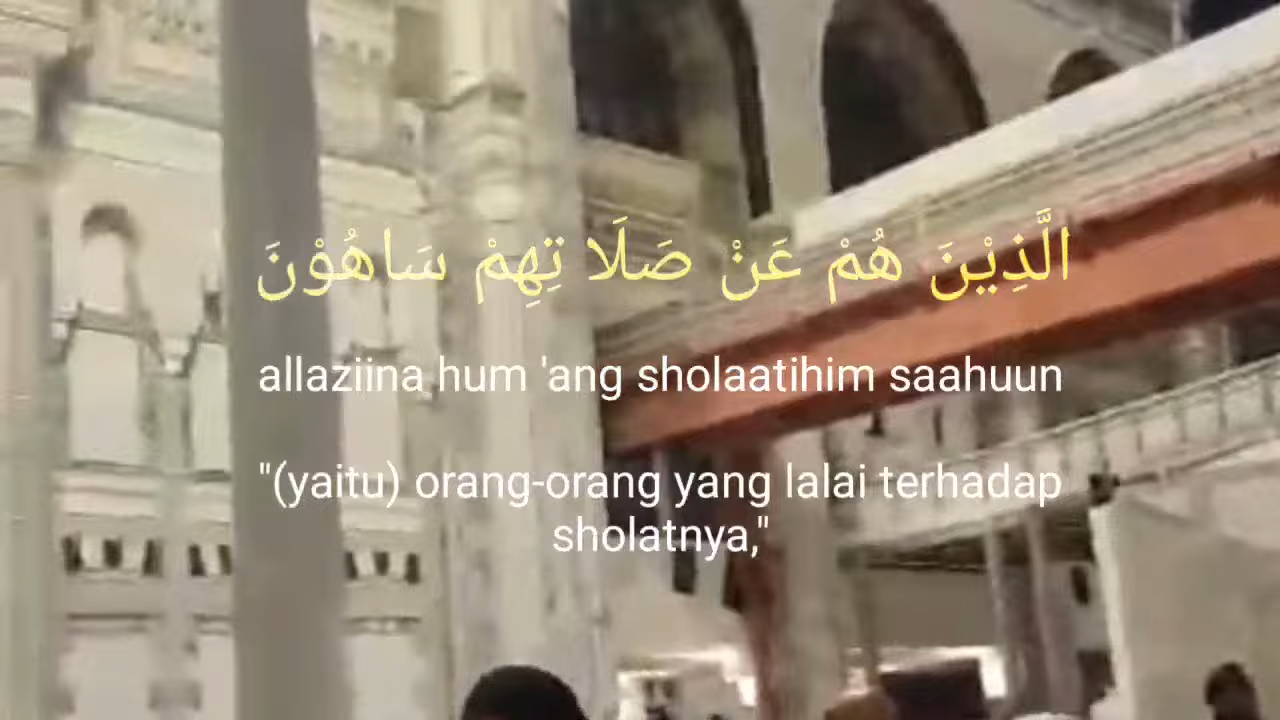 الَّذِيْنَ هُمْ عَنْ صَلَا تِهِمْ سَاهُوْنَ
allaziina hum 'ang sholaatihim saahuun
"(yaitu) orang-orang yang lalai terhadap
sholatnya,"